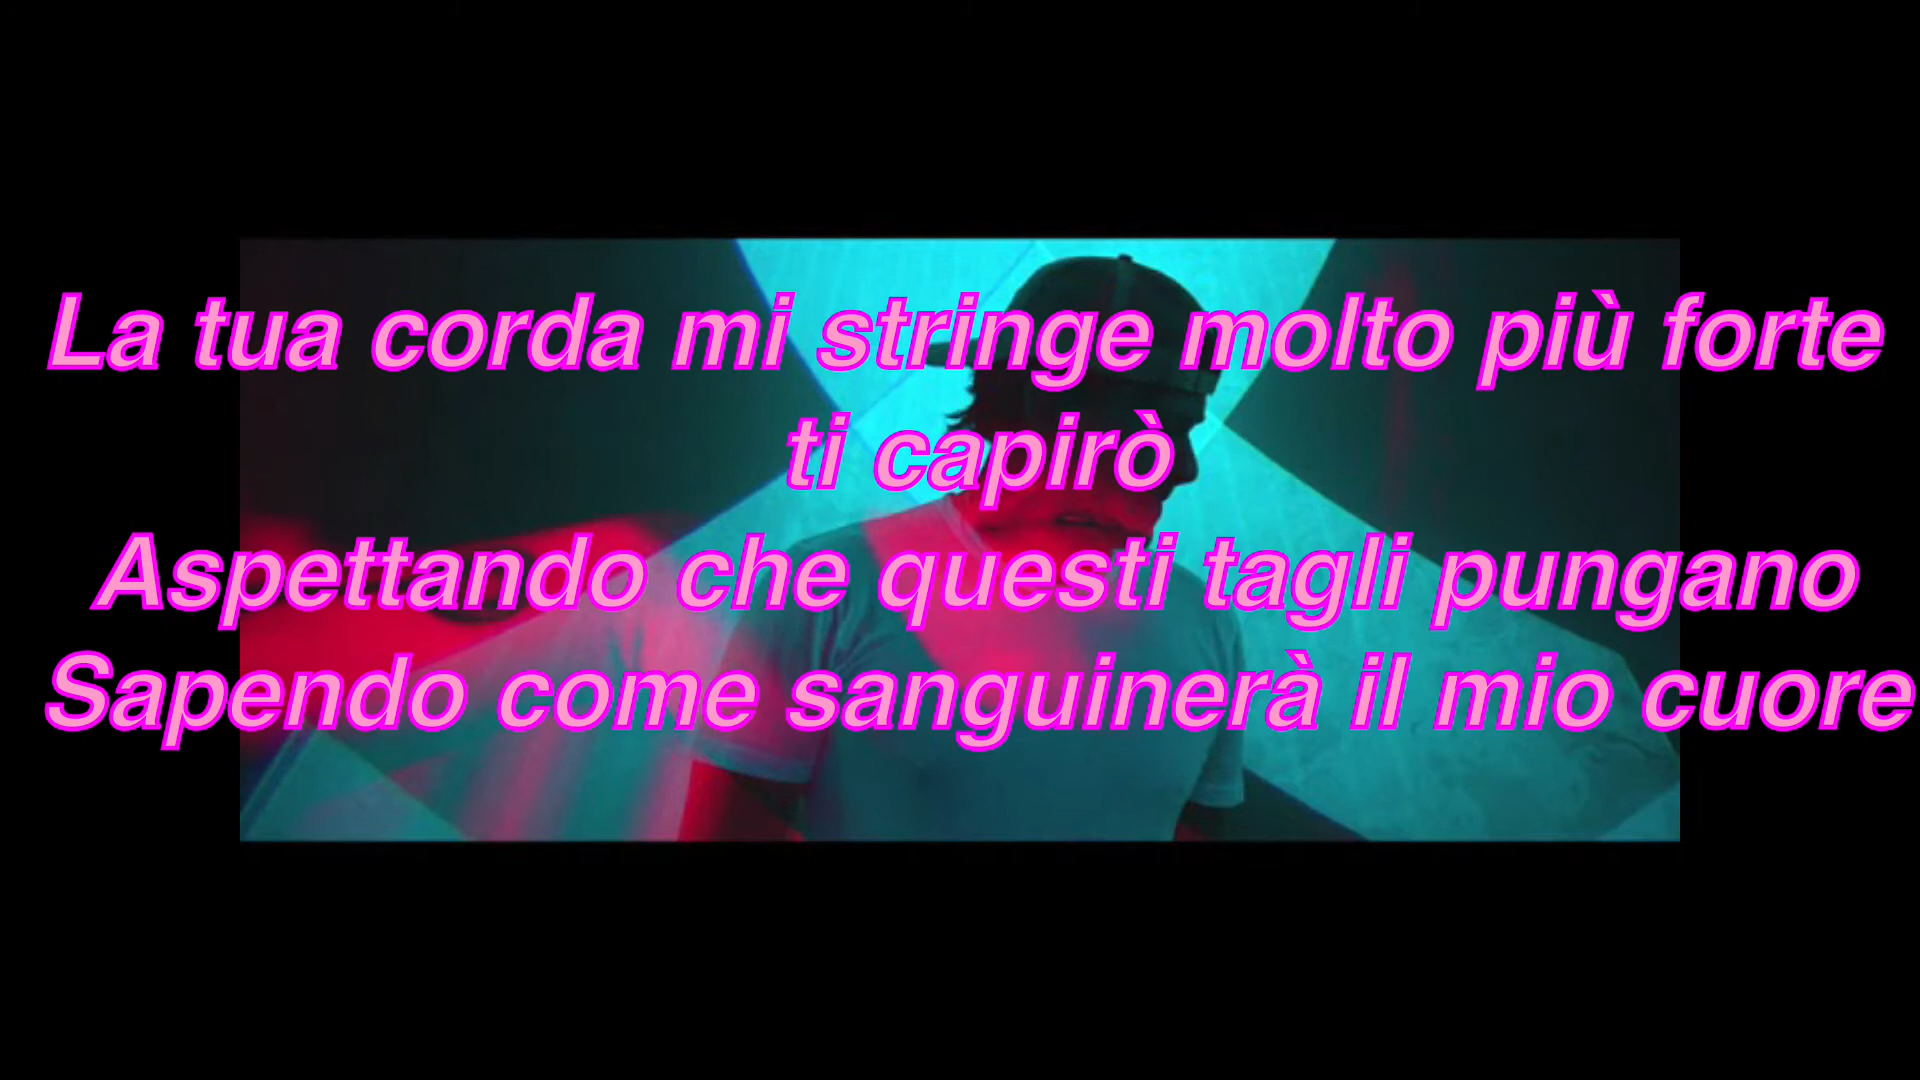 La tua corda mi stringe molto più forte
ti capirò
Aspettando che questi tagli pungano
Sapendo come sanguinerà il mio cuore